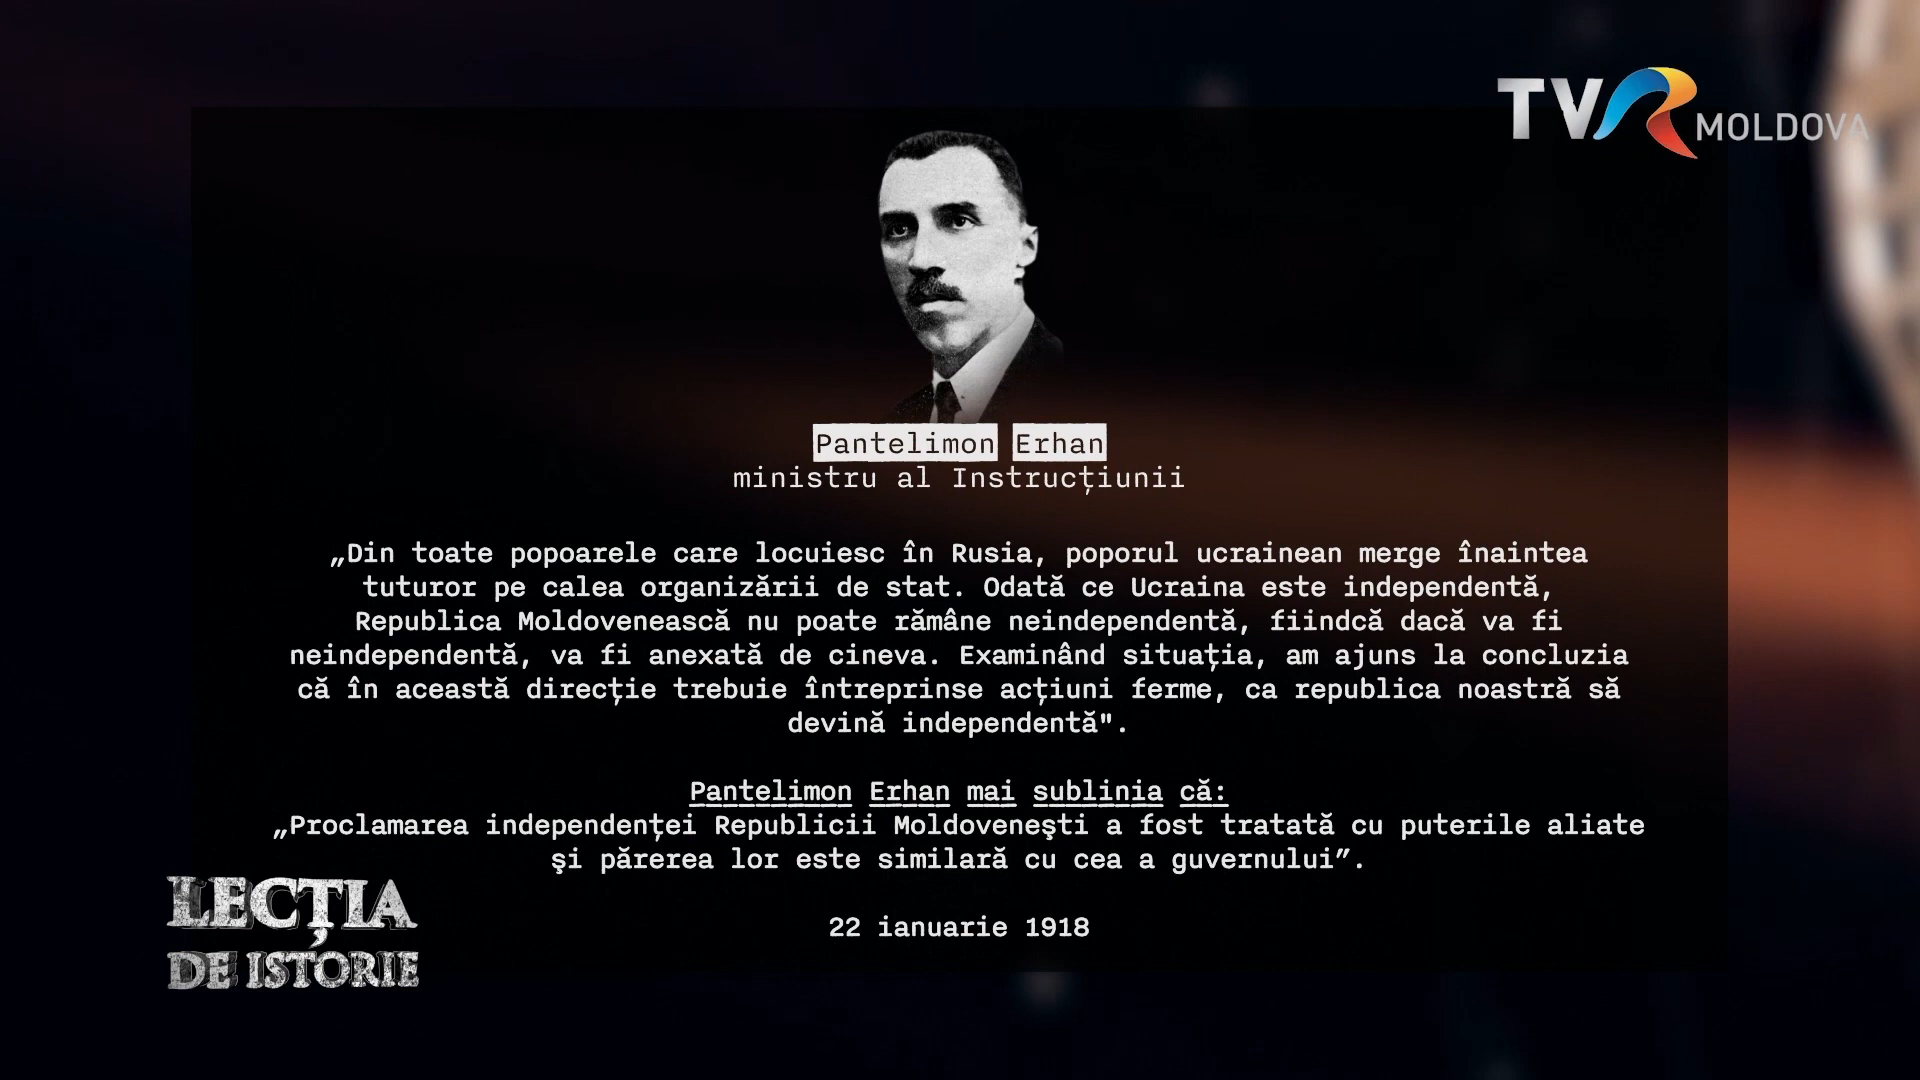 TVR MOLDOVA
Pantelimon Erhan
ministru al Instrucțiunii
„Din toate popoarele care locuiesc în Rusia, poporul ucrainean merge înaintea
tuturor pe calea organizării de stat. Odată ce Ucraina este independentă,
Republica Moldovenească nu poate rămâne neindependentă, fiindcă dacă va fi
neindependentă, va fi anexată de cineva. Examinând situația, am ajuns la concluzia
că în această direcție trebuie întreprinse acțiuni ferme, ca republica noastră să
devină independentă".
Pantelimon Erhan mai sublinia că:
„Proclamarea independenței Republicii Moldoveneşti a fost tratată cu puterile aliate
şi părerea lor este similară cu cea a guvernului”.
22 ianuarie 1918
LECȚIA
DE ISTORIE